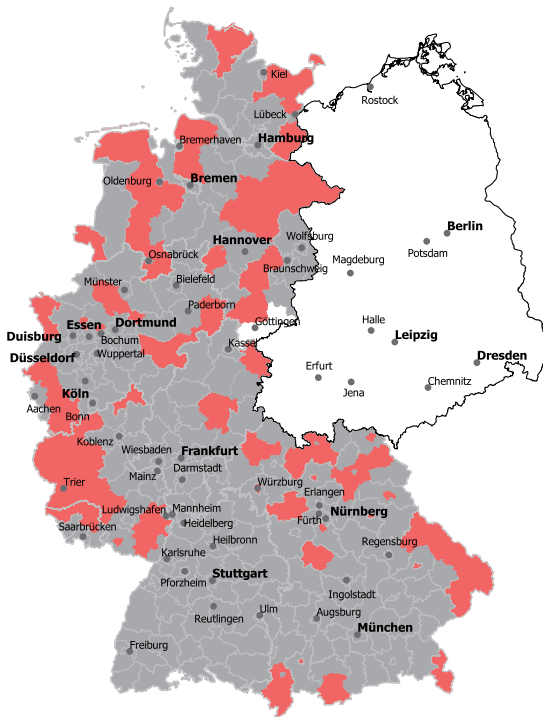 Kiel
Rostock
Lübeck
Hamburg
Bremerhaven
Oldenburg
Bremen
Berlin
Hannover
Wolfsburg
Potsdam
Osnabrück
Braunschweig
Magdeburg
Münster
Bielefeld
Paderborn
Göttingen
Essen
Dortmund
Halle
Duisburg
Bochum
Leipzig
Düsseldorf
Wuppertal
Kassel
Dresden
Erfurt
Köln
Jena
Chemnitz
Aachen
Bonn
Koblenz
Wiesbaden
Frankfurt
Mainz
Darmstadt
Trier
Würzburg
Erlangen
Ludwigshafen
Mannheim
Nürnberg
Saarbrücken
Heidelberg
Fürth
Heilbronn
Regensburg
Karlsruhe
Stuttgart
Pforzheim
Ingolstadt
Reutlingen
Ulm
Augsburg
München
Freiburg